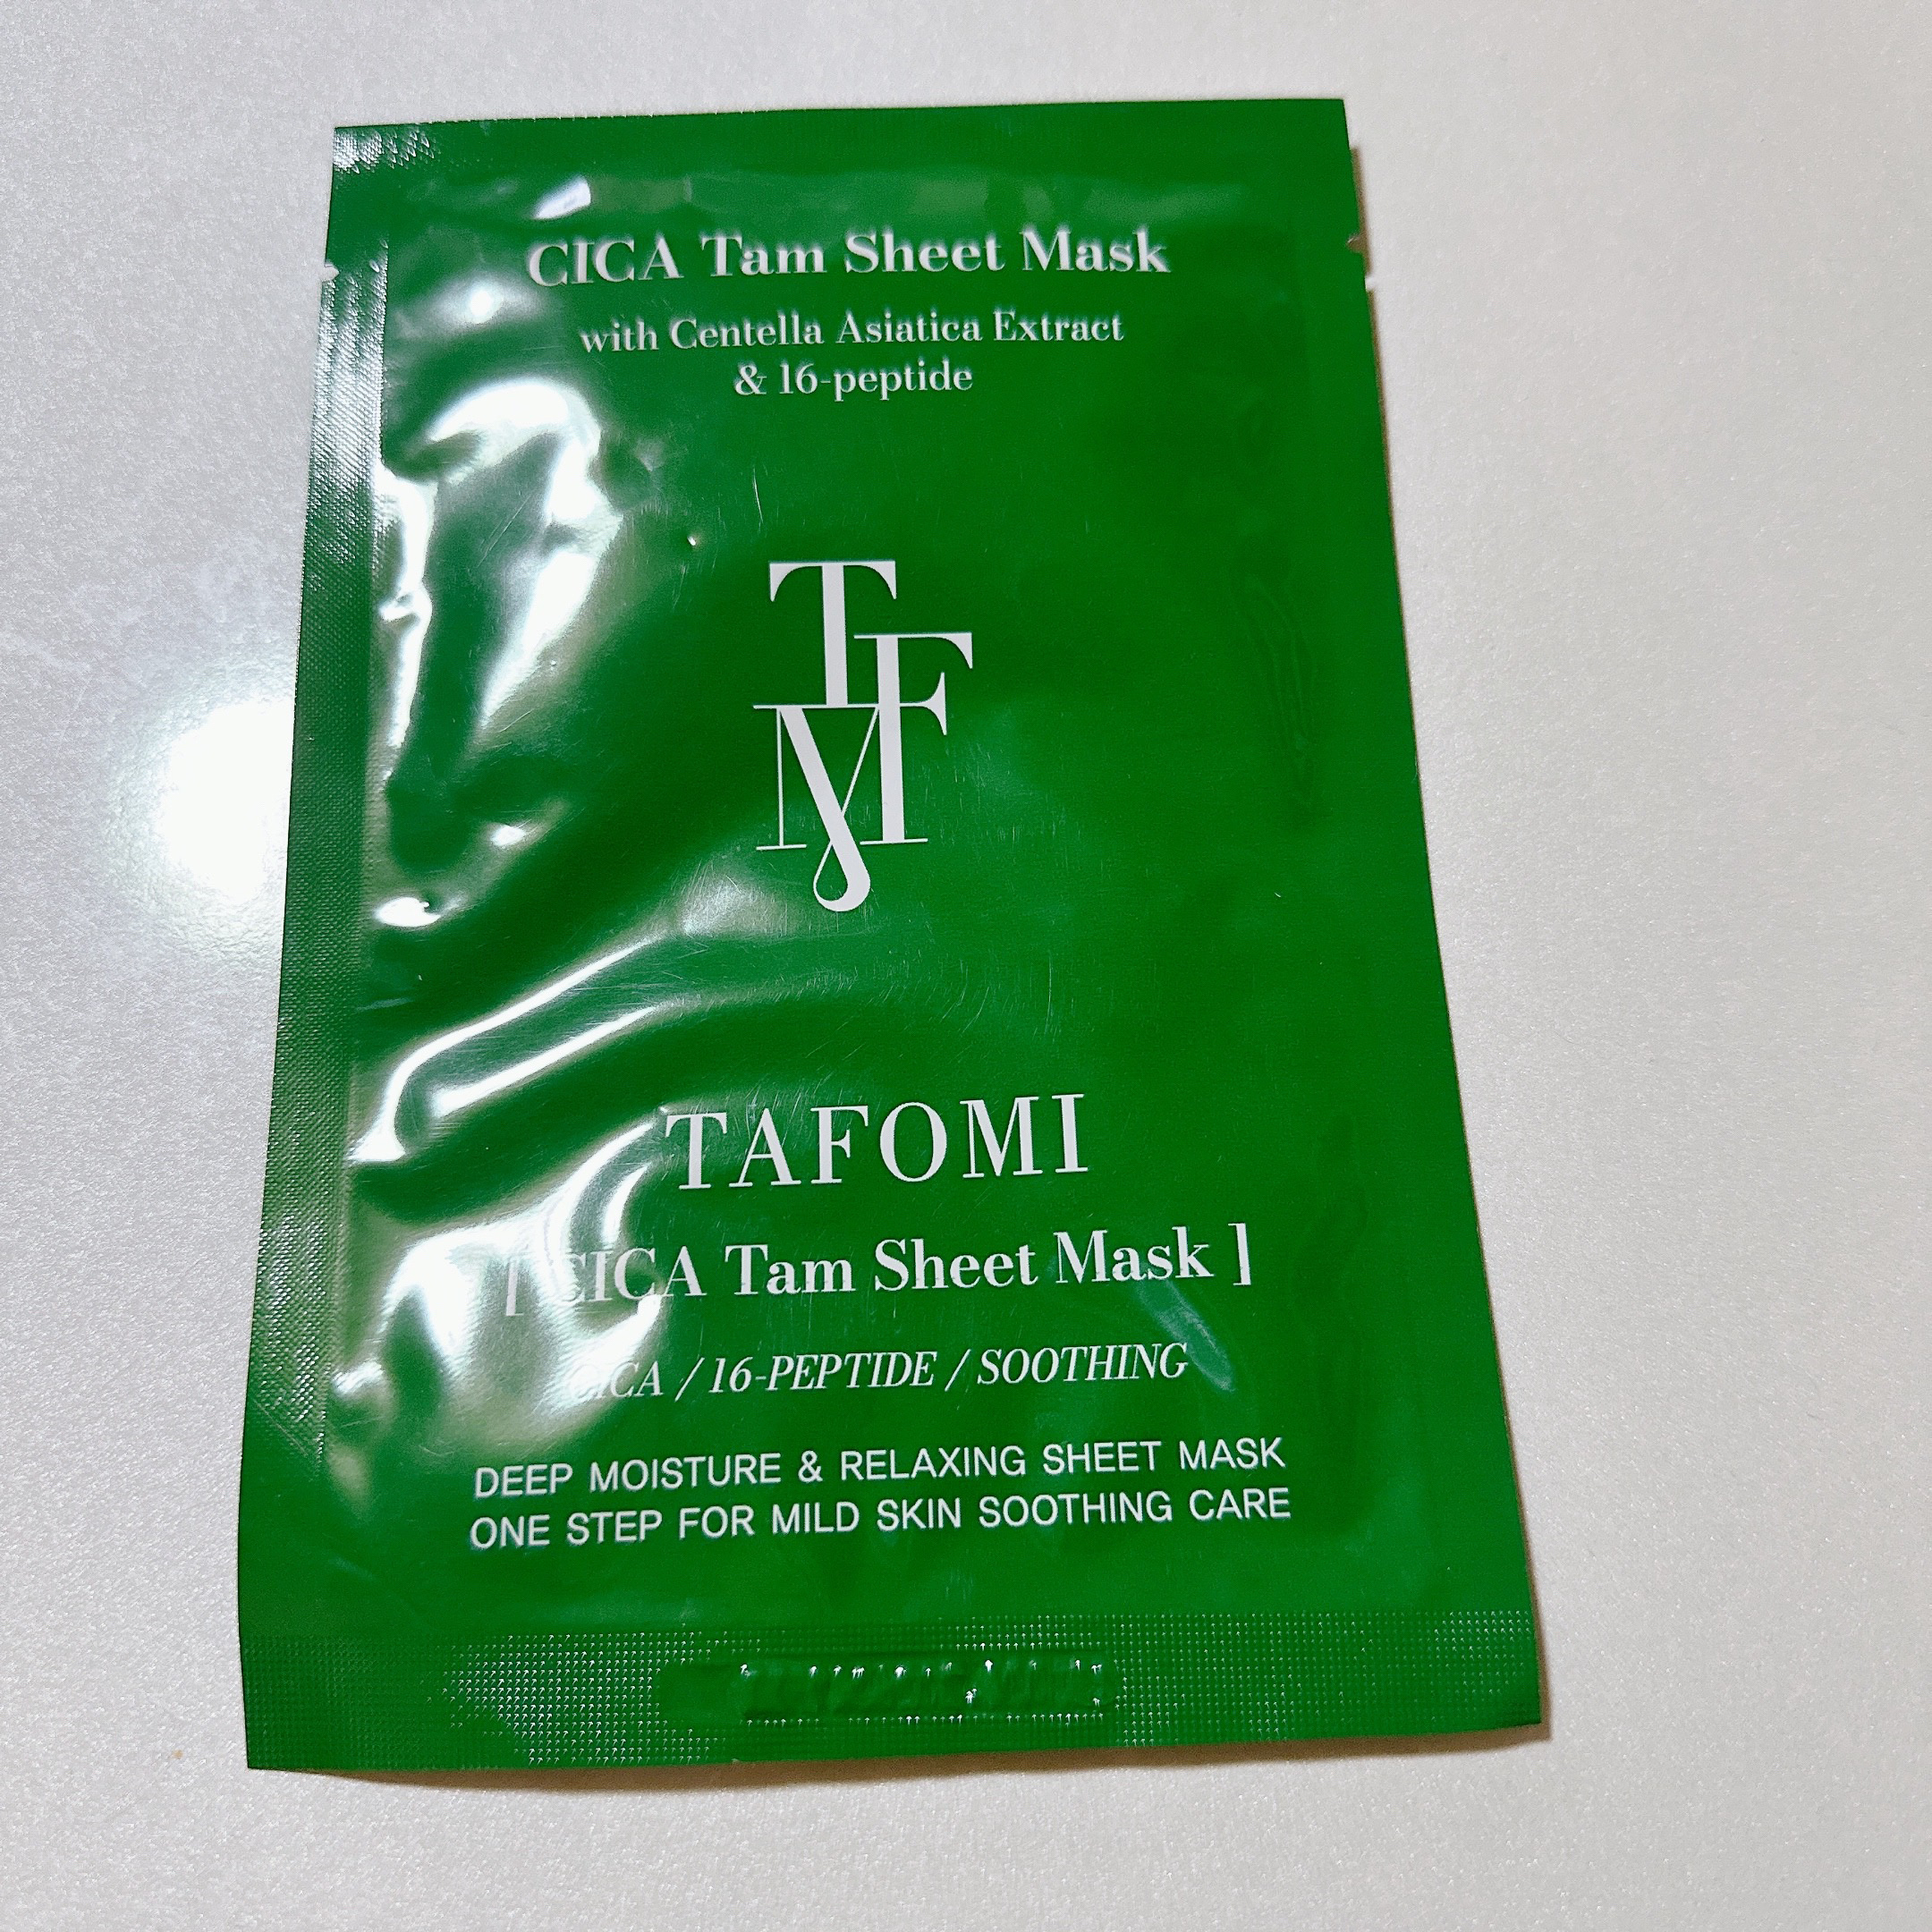 CICA Tam Sheet Mask
with Centella Asiatica Extract
& 16-peptide
TFM
TAFOMI
[ CICA Tam Sheet Mask ]
CICA / 16-PEPTIDE / SOOTHING
DEEP MOISTURE & RELAXING SHEET MASK
ONE STEP FOR MILD SKIN SOOTHING CARE